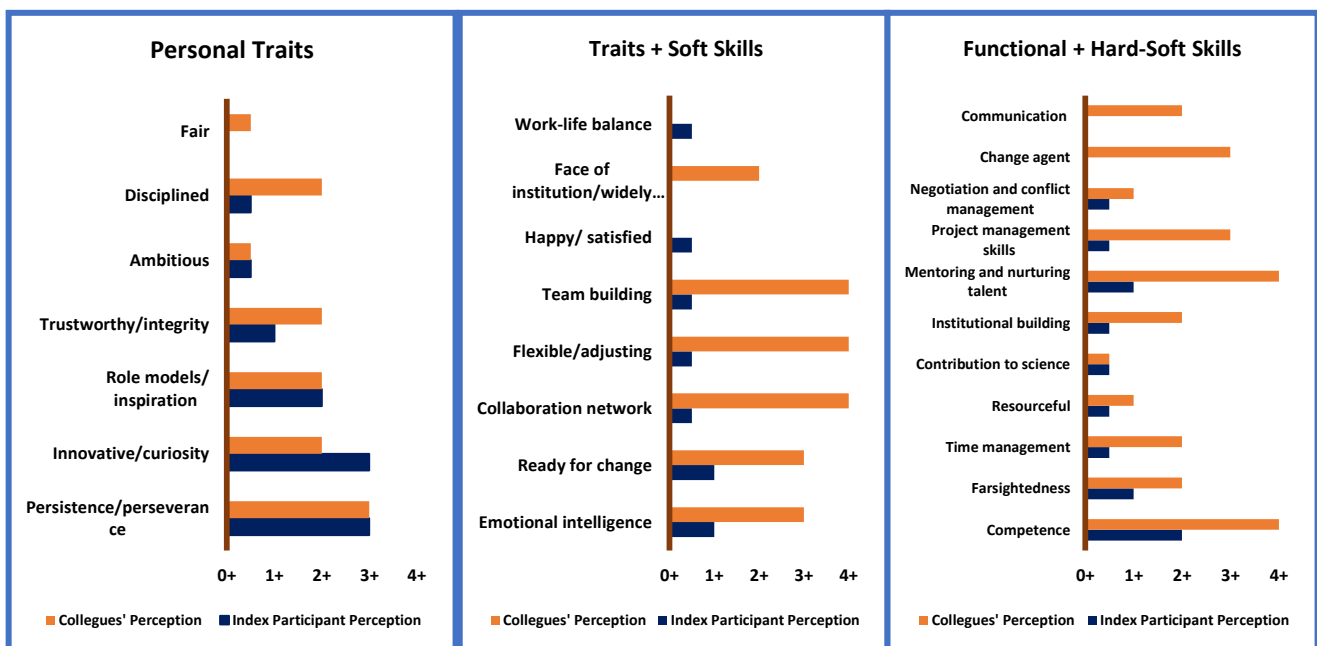 Personal Traits
Fair
Disciplined
Ambitious
Trustworthy/integrity
Role models/
inspiration
Innovative/curiosity
Persistence/perseveran
ce
0+ 1+ 2+ 3+ 4+
Collegues' Perception Index Participant Perception
Traits + Soft Skills
Work-life balance
Face of
institution/widely…
Happy/ satisfied
Team building
Flexible/adjusting
Collaboration network
Ready for change
Emotional intelligence
0+ 1+ 2+ 3+ 4+
Collegues' Perception Index Participant Perception
Functional + Hard-Soft Skills
Communication
Change agent
Negotiation and conflict
management
Project management
skills
Mentoring and nurturing
talent
Institutional building
Contribution to science
Resourceful
Time management
Farsightedness
Competence
0+ 1+ 2+ 3+ 4+
Collegues' Perception Index Participant Perception